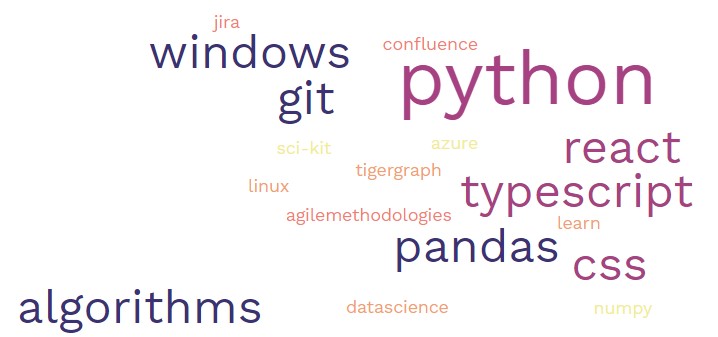 jira
confluence
windows
python
git
sci-kit
azure
react
tigergraph
linux
typescript
agilemethodologies
learn
pandas
css
algorithms
datascience
numpy